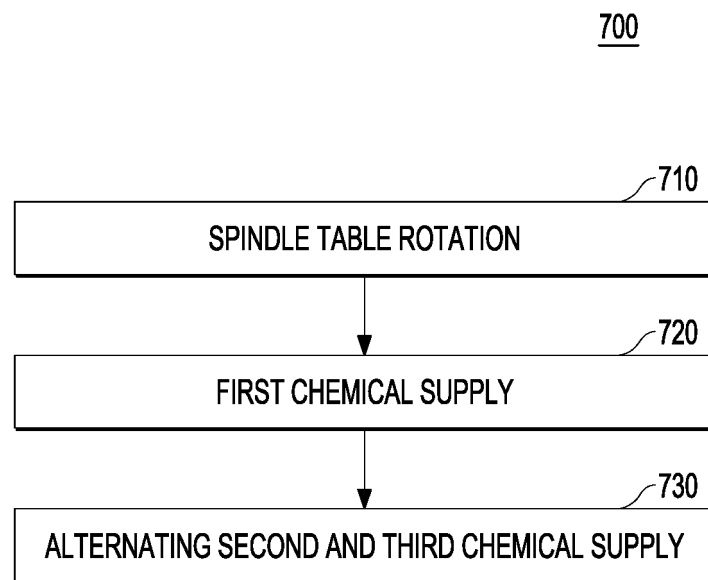 700
710
SPINDLE TABLE ROTATION
720
FIRST CHEMICAL SUPPLY
730
ALTERNATING SECOND AND THIRD CHEMICAL SUPPLY